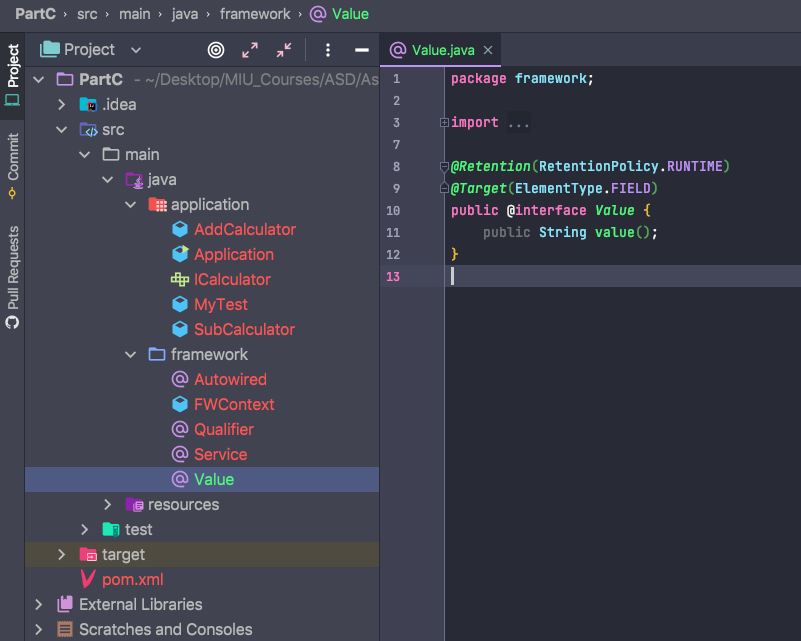 PartC › src › main › java › framework › Value
Project
Commit
Pull Requests
Project
PartC - ~/Desktop/MIU_Courses/ASD/As
.idea
src
main
java
application
AddCalculator
Application
ICalculator
MyTest
SubCalculator
framework
Autowired
FWContext
Qualifier
Service
Value
resources
test
target
pom.xml
External Libraries
Scratches and Consoles
Value.java
1 package framework;
2
3 import ...
7
8 @Retention(RetentionPolicy.RUNTIME)
9 @Target(ElementType.FIELD)
10 public @interface Value {
11 public String value();
12 }
13